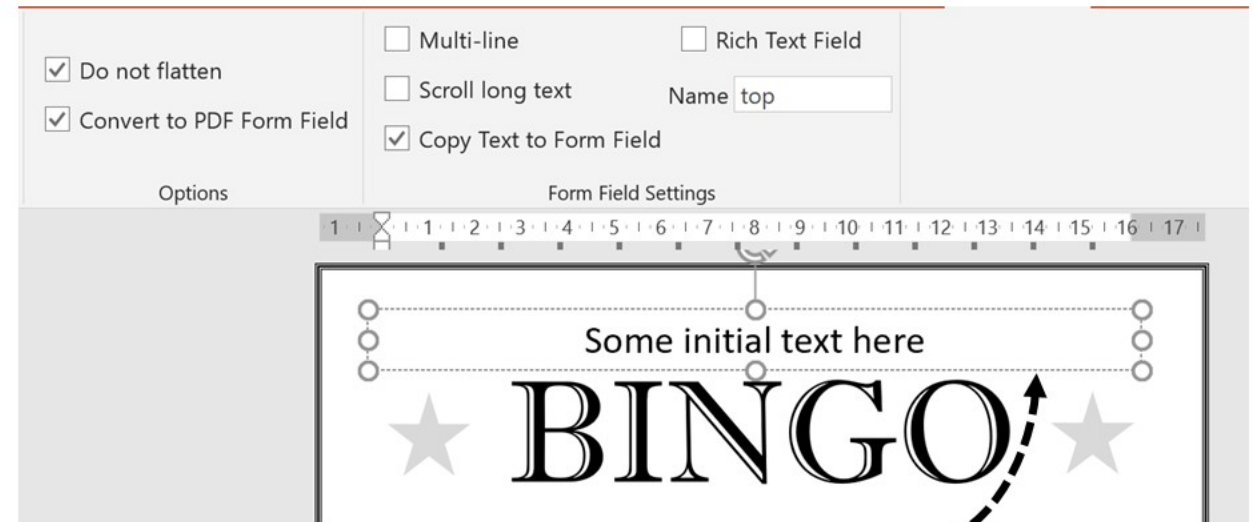 Do not flatten
Convert to PDF Form Field
Options
Multi-line
Rich Text Field
Scroll long text
Name top
Copy Text to Form Field
Form Field Settings
1 1 2 3 4 5 6 7 8 9 10 11 12 13 14 15 16 17
Some initial text here
BINGO